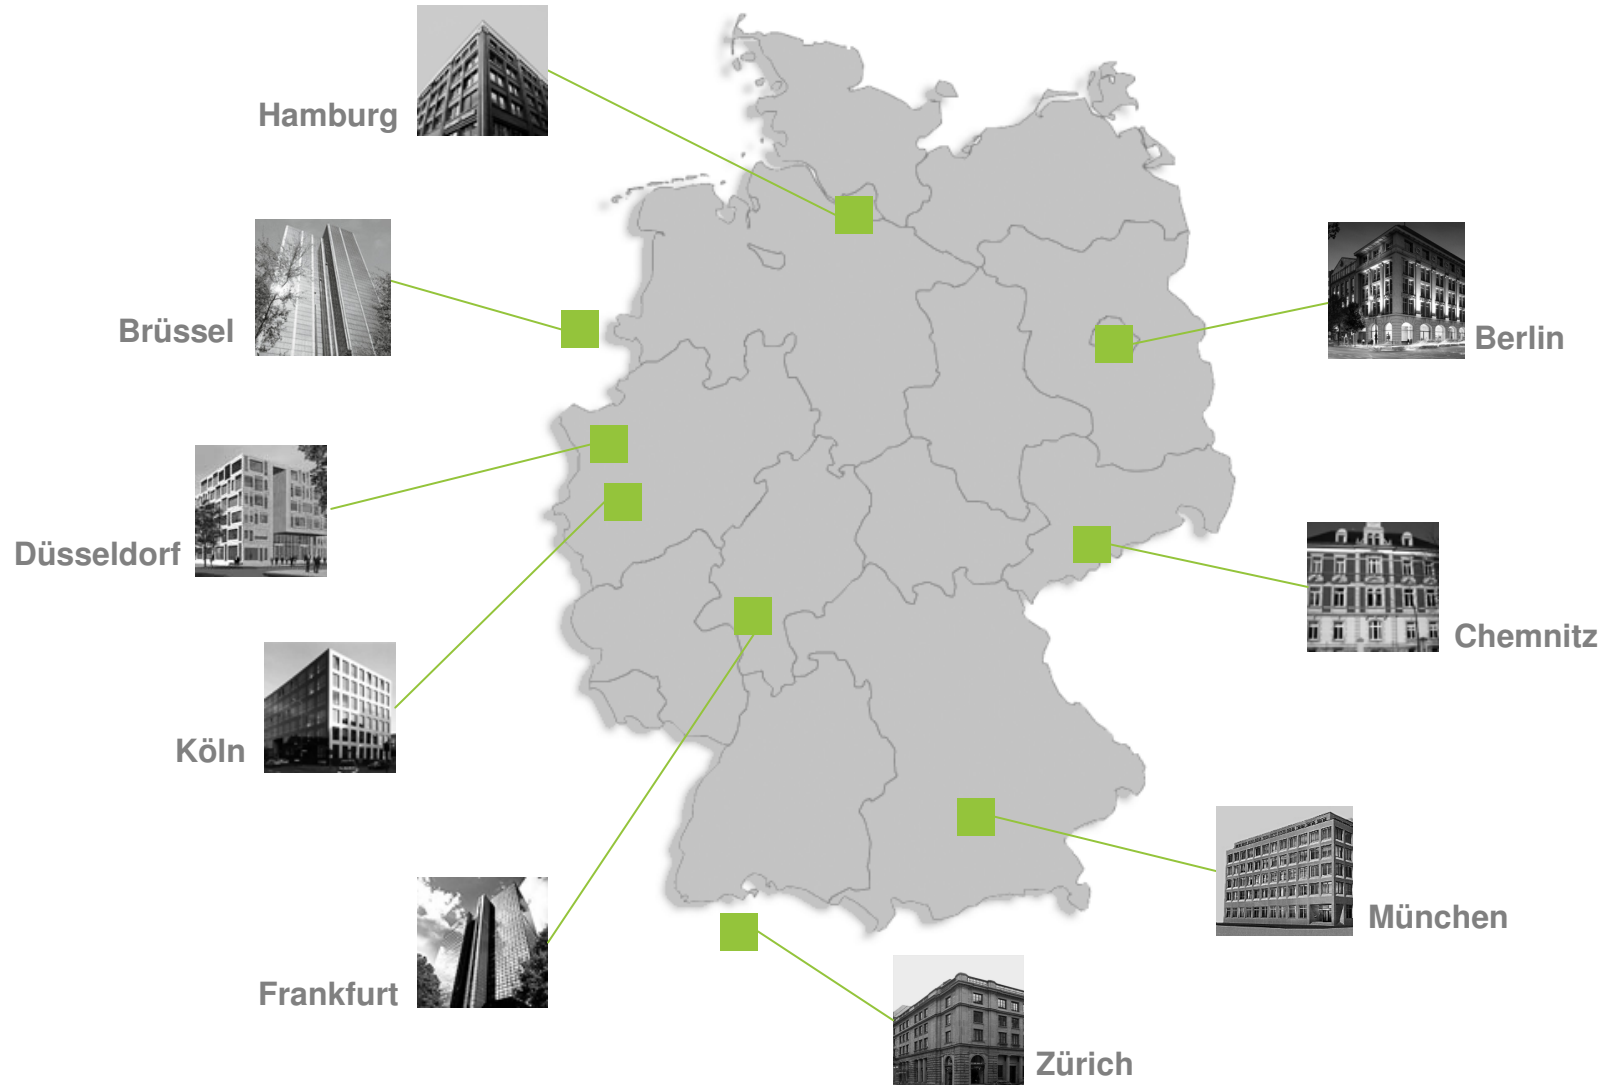 Hamburg
Brüssel
Berlin
Düsseldorf
Chemnitz
Köln
München
Frankfurt
Zürich